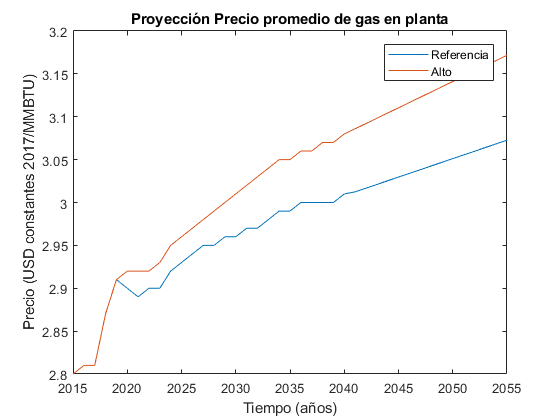 Proyección Precio promedio de gas en planta
Precio (USD constantes 2017/MMBTU)
3.2
3.15
3.1
3.05
3
2.95
2.9
2.85
2.8
Referencia
Alto
2015 2020 2025 2030 2035 2040 2045 2050 2055
Tiempo (años)